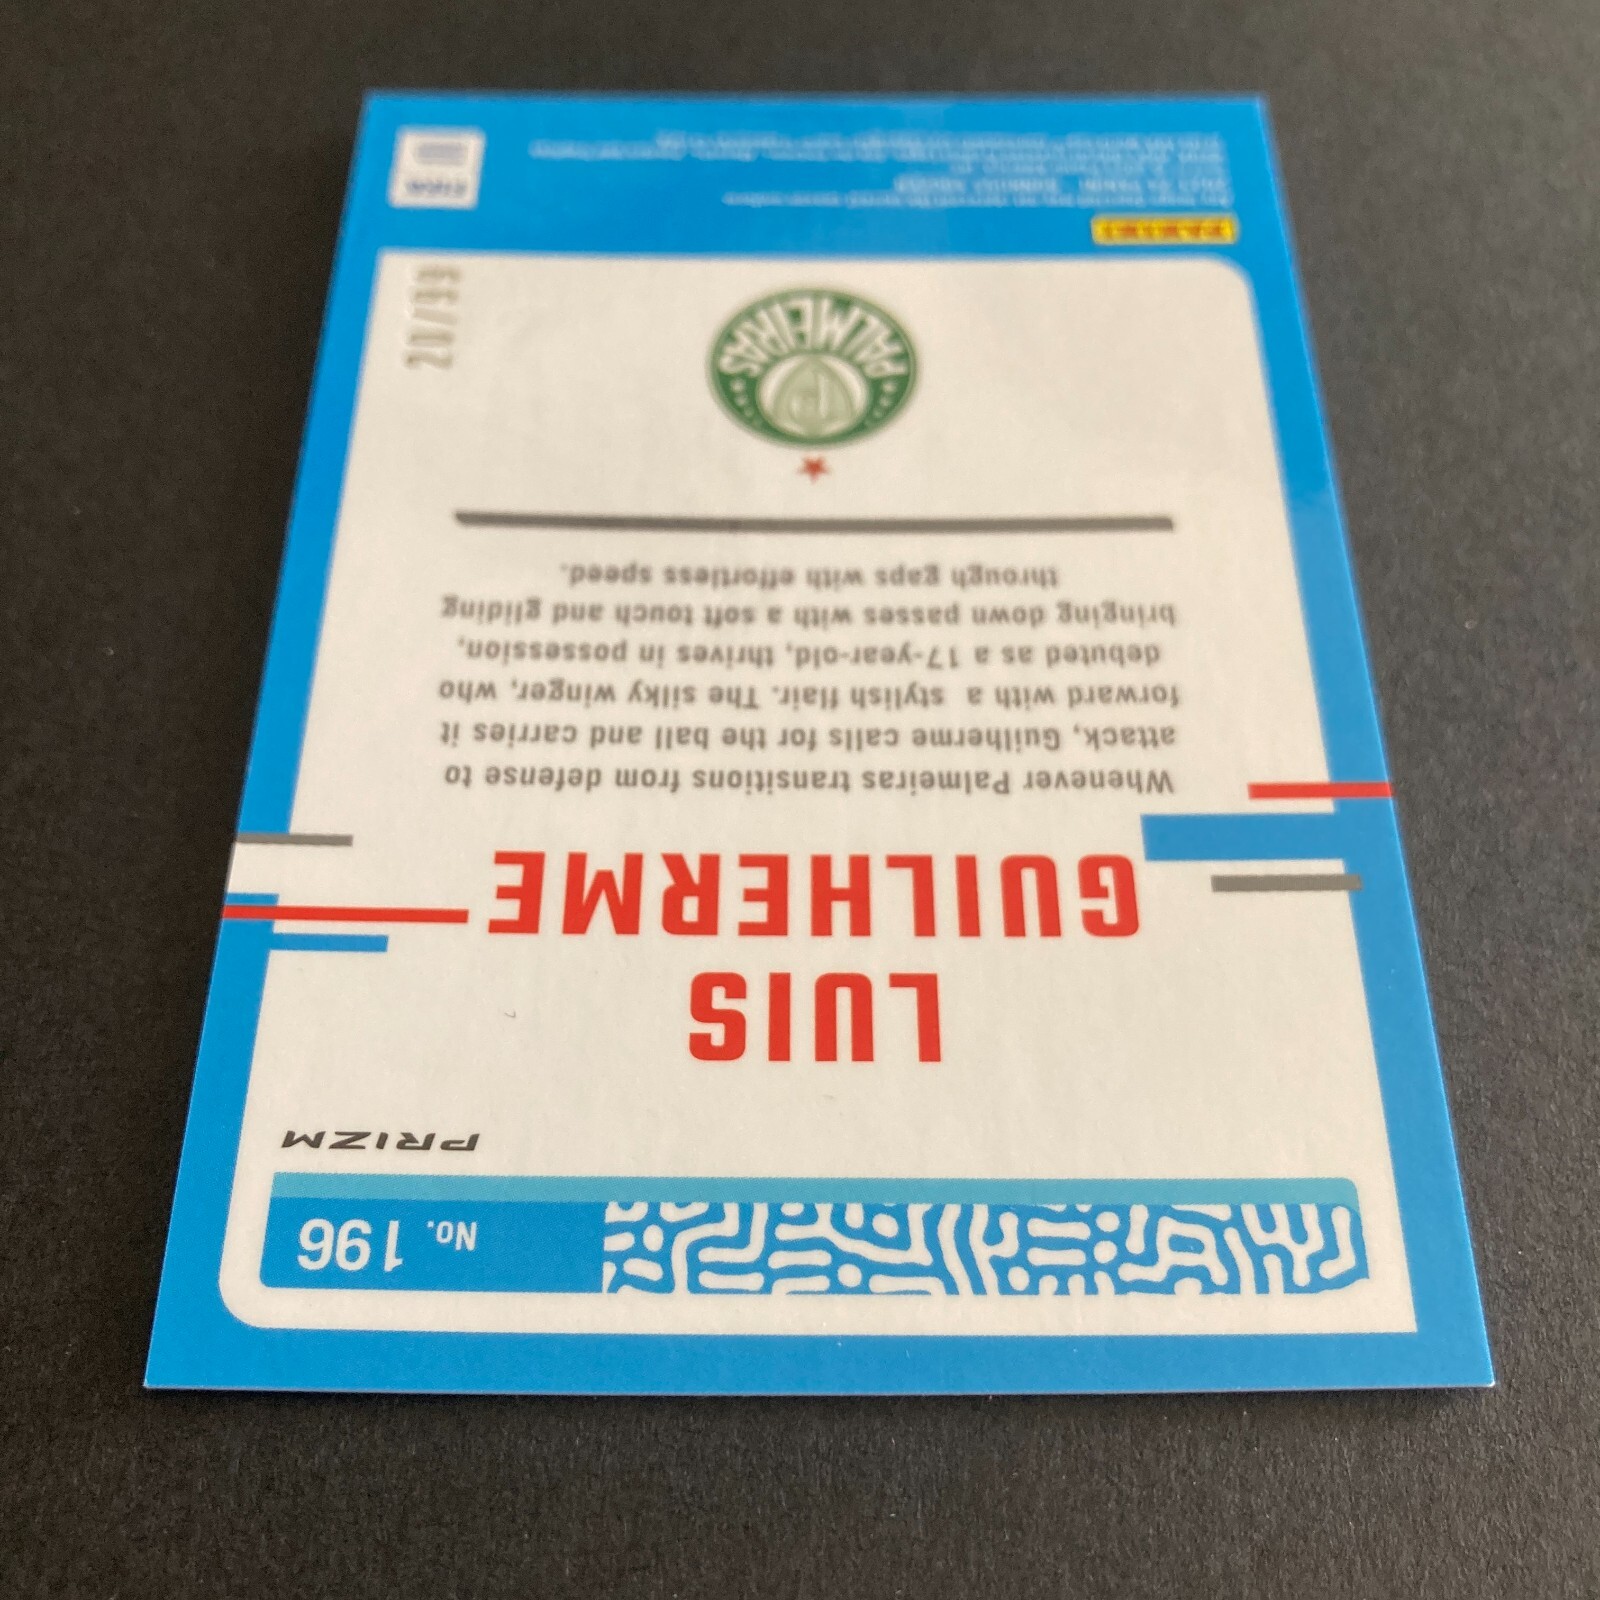 No. 196
PRIZM
LUIS
GUILHERME
Whenever Palmeiras transitions from defense to
attack, Guilherme calls for the ball and carries it
forward with a stylish flair. The silky winger, who
debuted as a 17-year-old, thrives in possession,
bringing down passes with a soft touch and gliding
through gaps with effortless speed.
PALMEIRAS
20/99
PANINI